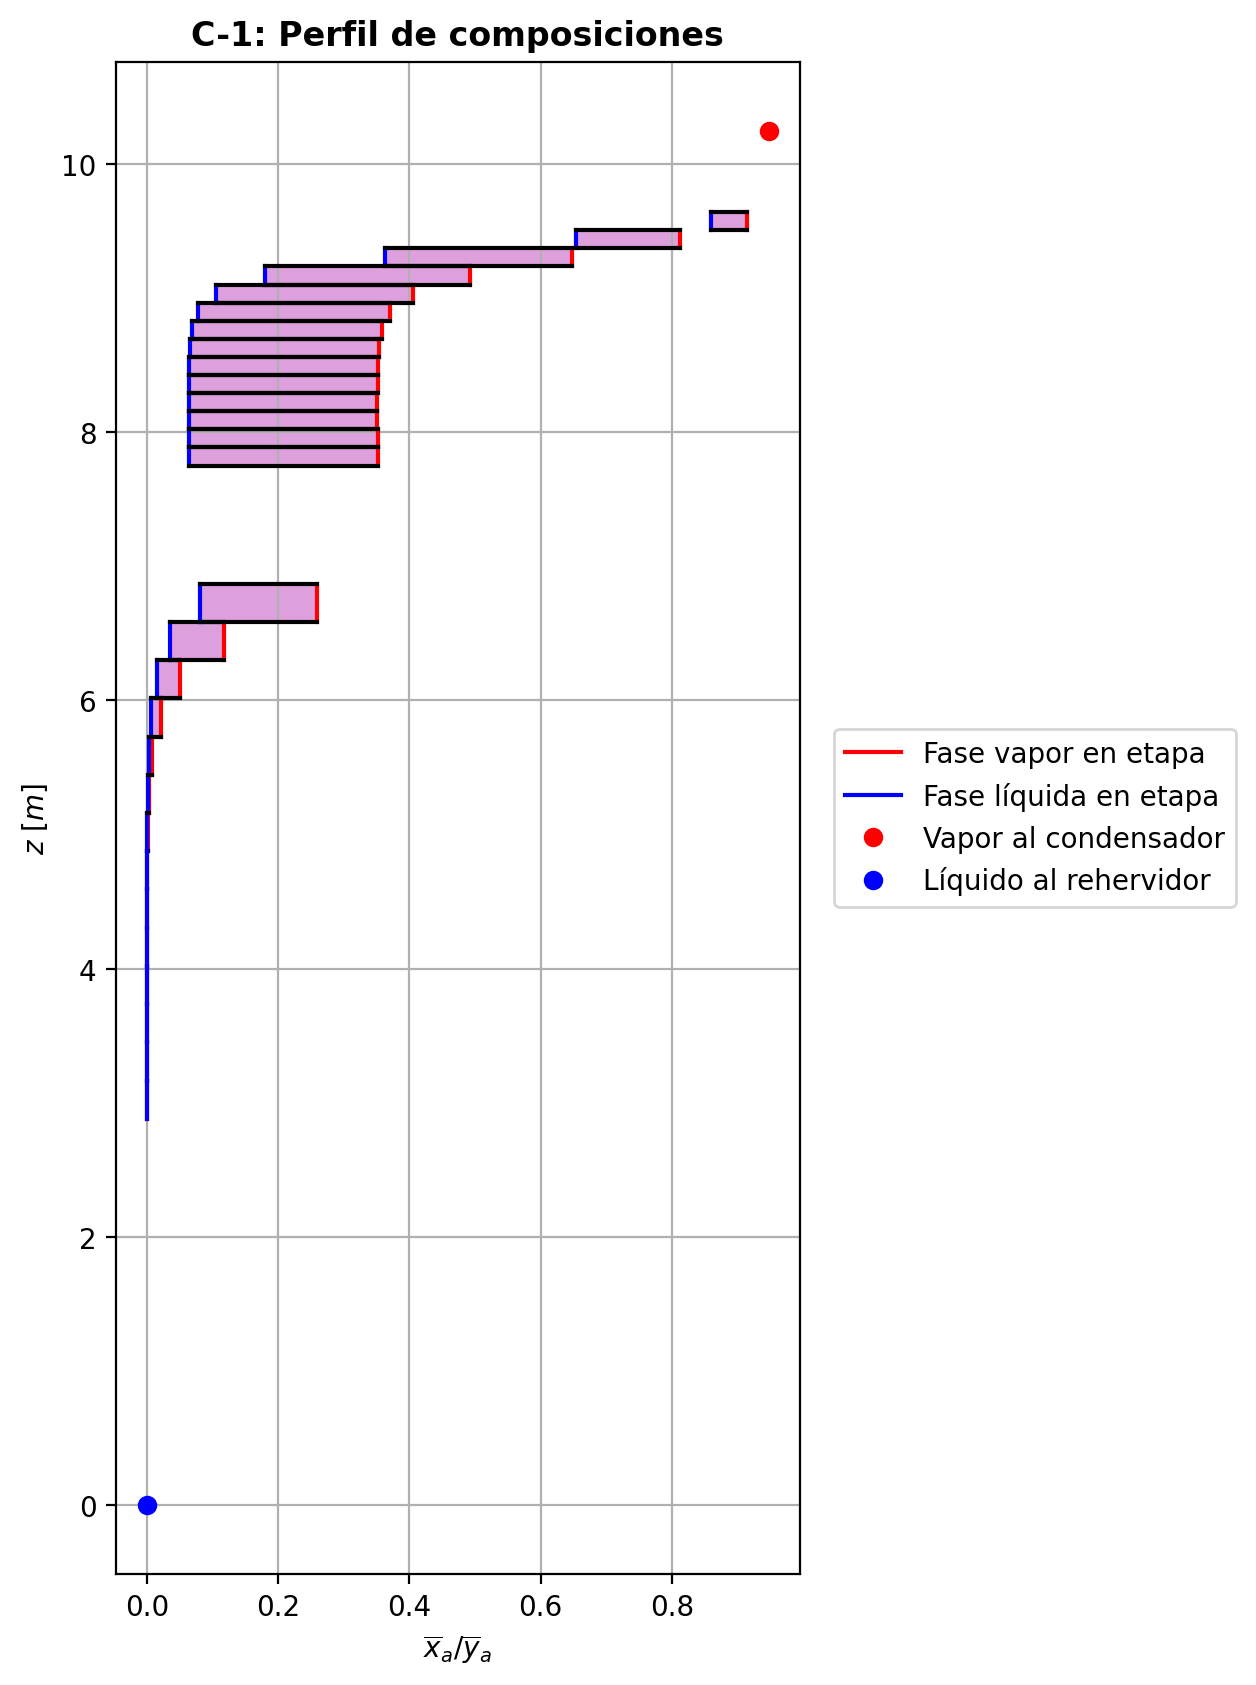 C-1: Perfil de composiciones
10
8
6
4
2
0
z [m]
0.0 0.2 0.4 0.6 0.8
x̅ₐ/y̅ₐ
Fase vapor en etapa
Fase líquida en etapa
Vapor al condensador
Líquido al rehervidor